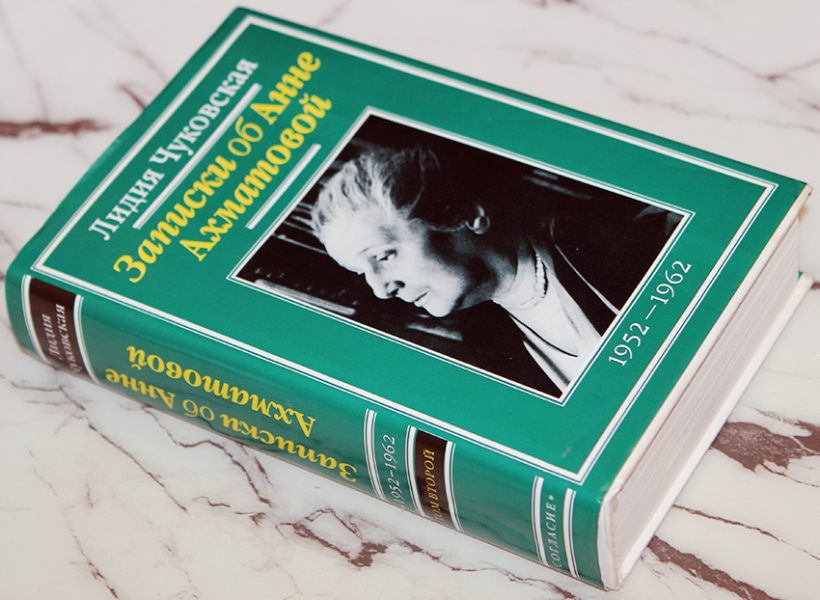 Лидия Чуковская
Записки об Анне
Ахматовой
1952–1962
Лидия
Чуковская
Записки об Анне
Ахматовой
1952–1962
ТОМ ВТОРОЙ
«СОГЛАСИЕ»